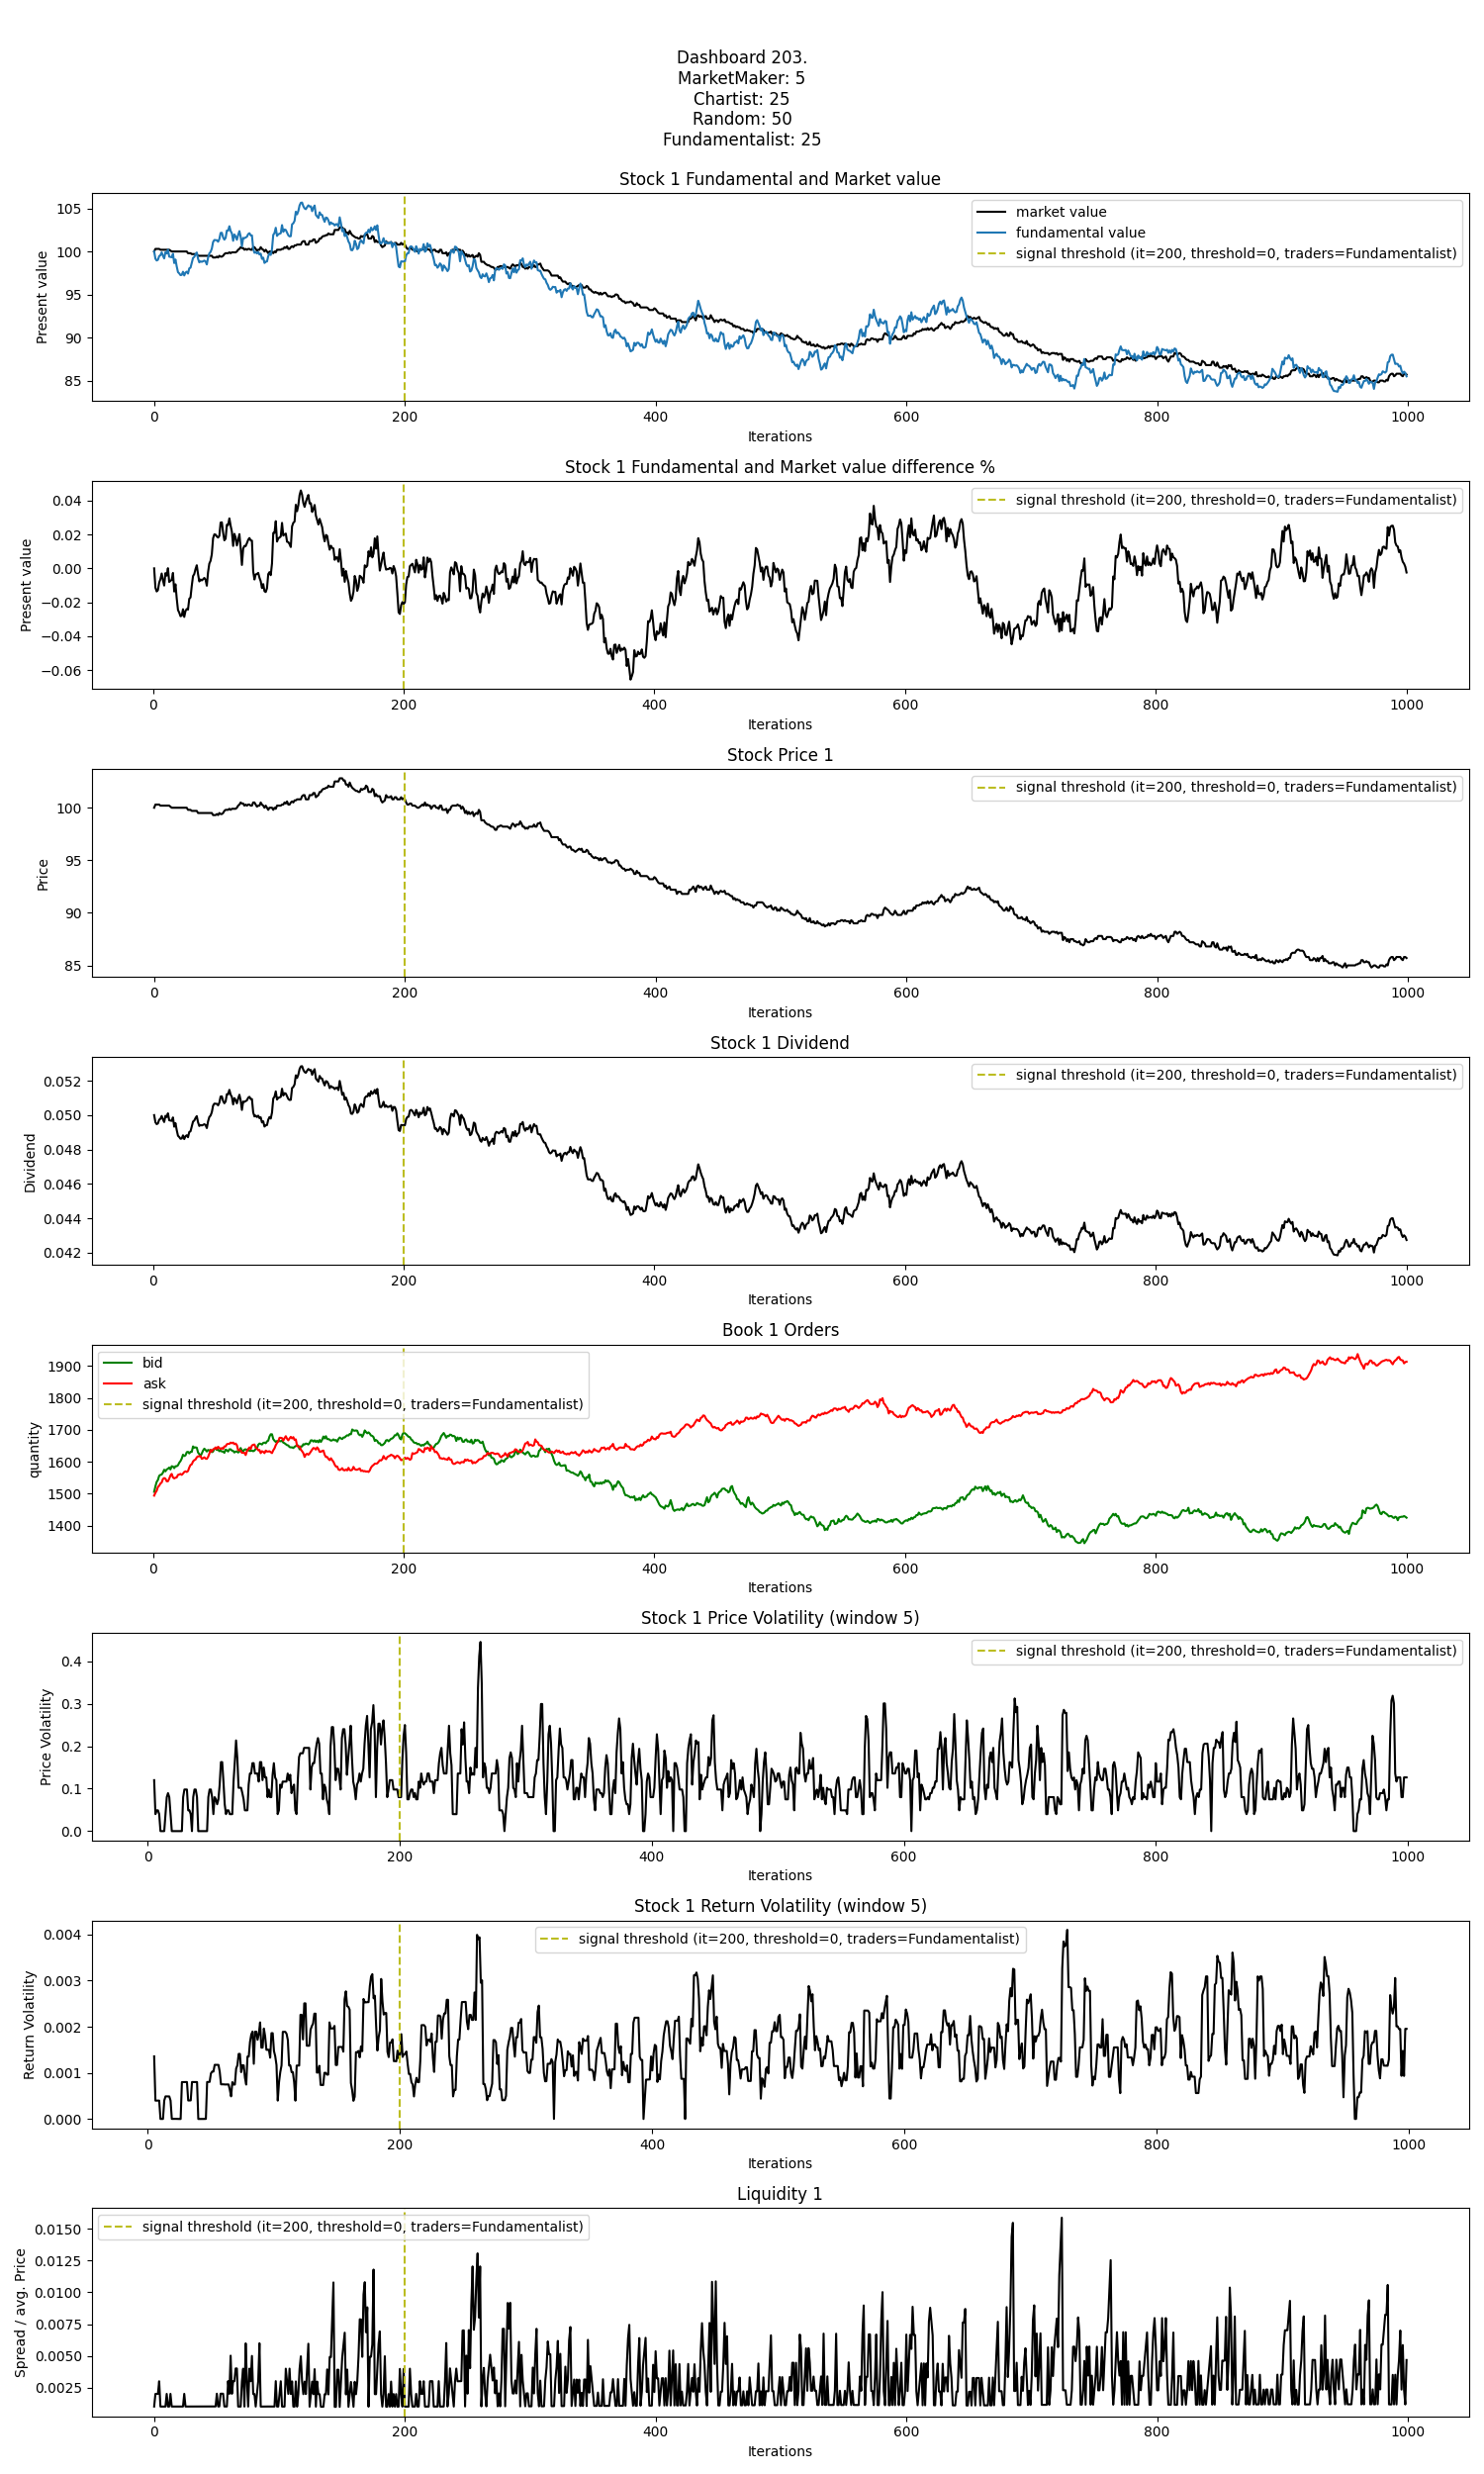 Dashboard 203.
MarketMaker: 5
Chartist: 25
Random: 50
Fundamentalist: 25
Stock 1 Fundamental and Market value
Present value
105
100
95
90
85
market value
fundamental value
signal threshold (it=200, threshold=0, traders=Fundamentalist)
0 200 400 600 800 1000
Iterations
Stock 1 Fundamental and Market value difference %
Present value
0.04
0.02
0.00
−0.02
−0.04
−0.06
signal threshold (it=200, threshold=0, traders=Fundamentalist)
0 200 400 600 800 1000
Iterations
Stock Price 1
Price
100
95
90
85
signal threshold (it=200, threshold=0, traders=Fundamentalist)
0 200 400 600 800 1000
Iterations
Stock 1 Dividend
Dividend
0.052
0.050
0.048
0.046
0.044
0.042
signal threshold (it=200, threshold=0, traders=Fundamentalist)
0 200 400 600 800 1000
Iterations
Book 1 Orders
quantity
1900
1800
1700
1600
1500
1400
bid
ask
signal threshold (it=200, threshold=0, traders=Fundamentalist)
0 200 400 600 800 1000
Iterations
Stock 1 Price Volatility (window 5)
Price Volatility
0.4
0.3
0.2
0.1
0.0
signal threshold (it=200, threshold=0, traders=Fundamentalist)
0 200 400 600 800 1000
Iterations
Stock 1 Return Volatility (window 5)
Return Volatility
0.004
0.003
0.002
0.001
0.000
signal threshold (it=200, threshold=0, traders=Fundamentalist)
0 200 400 600 800 1000
Iterations
Liquidity 1
Spread / avg. Price
0.0150
0.0125
0.0100
0.0075
0.0050
0.0025
signal threshold (it=200, threshold=0, traders=Fundamentalist)
0 200 400 600 800 1000
Iterations